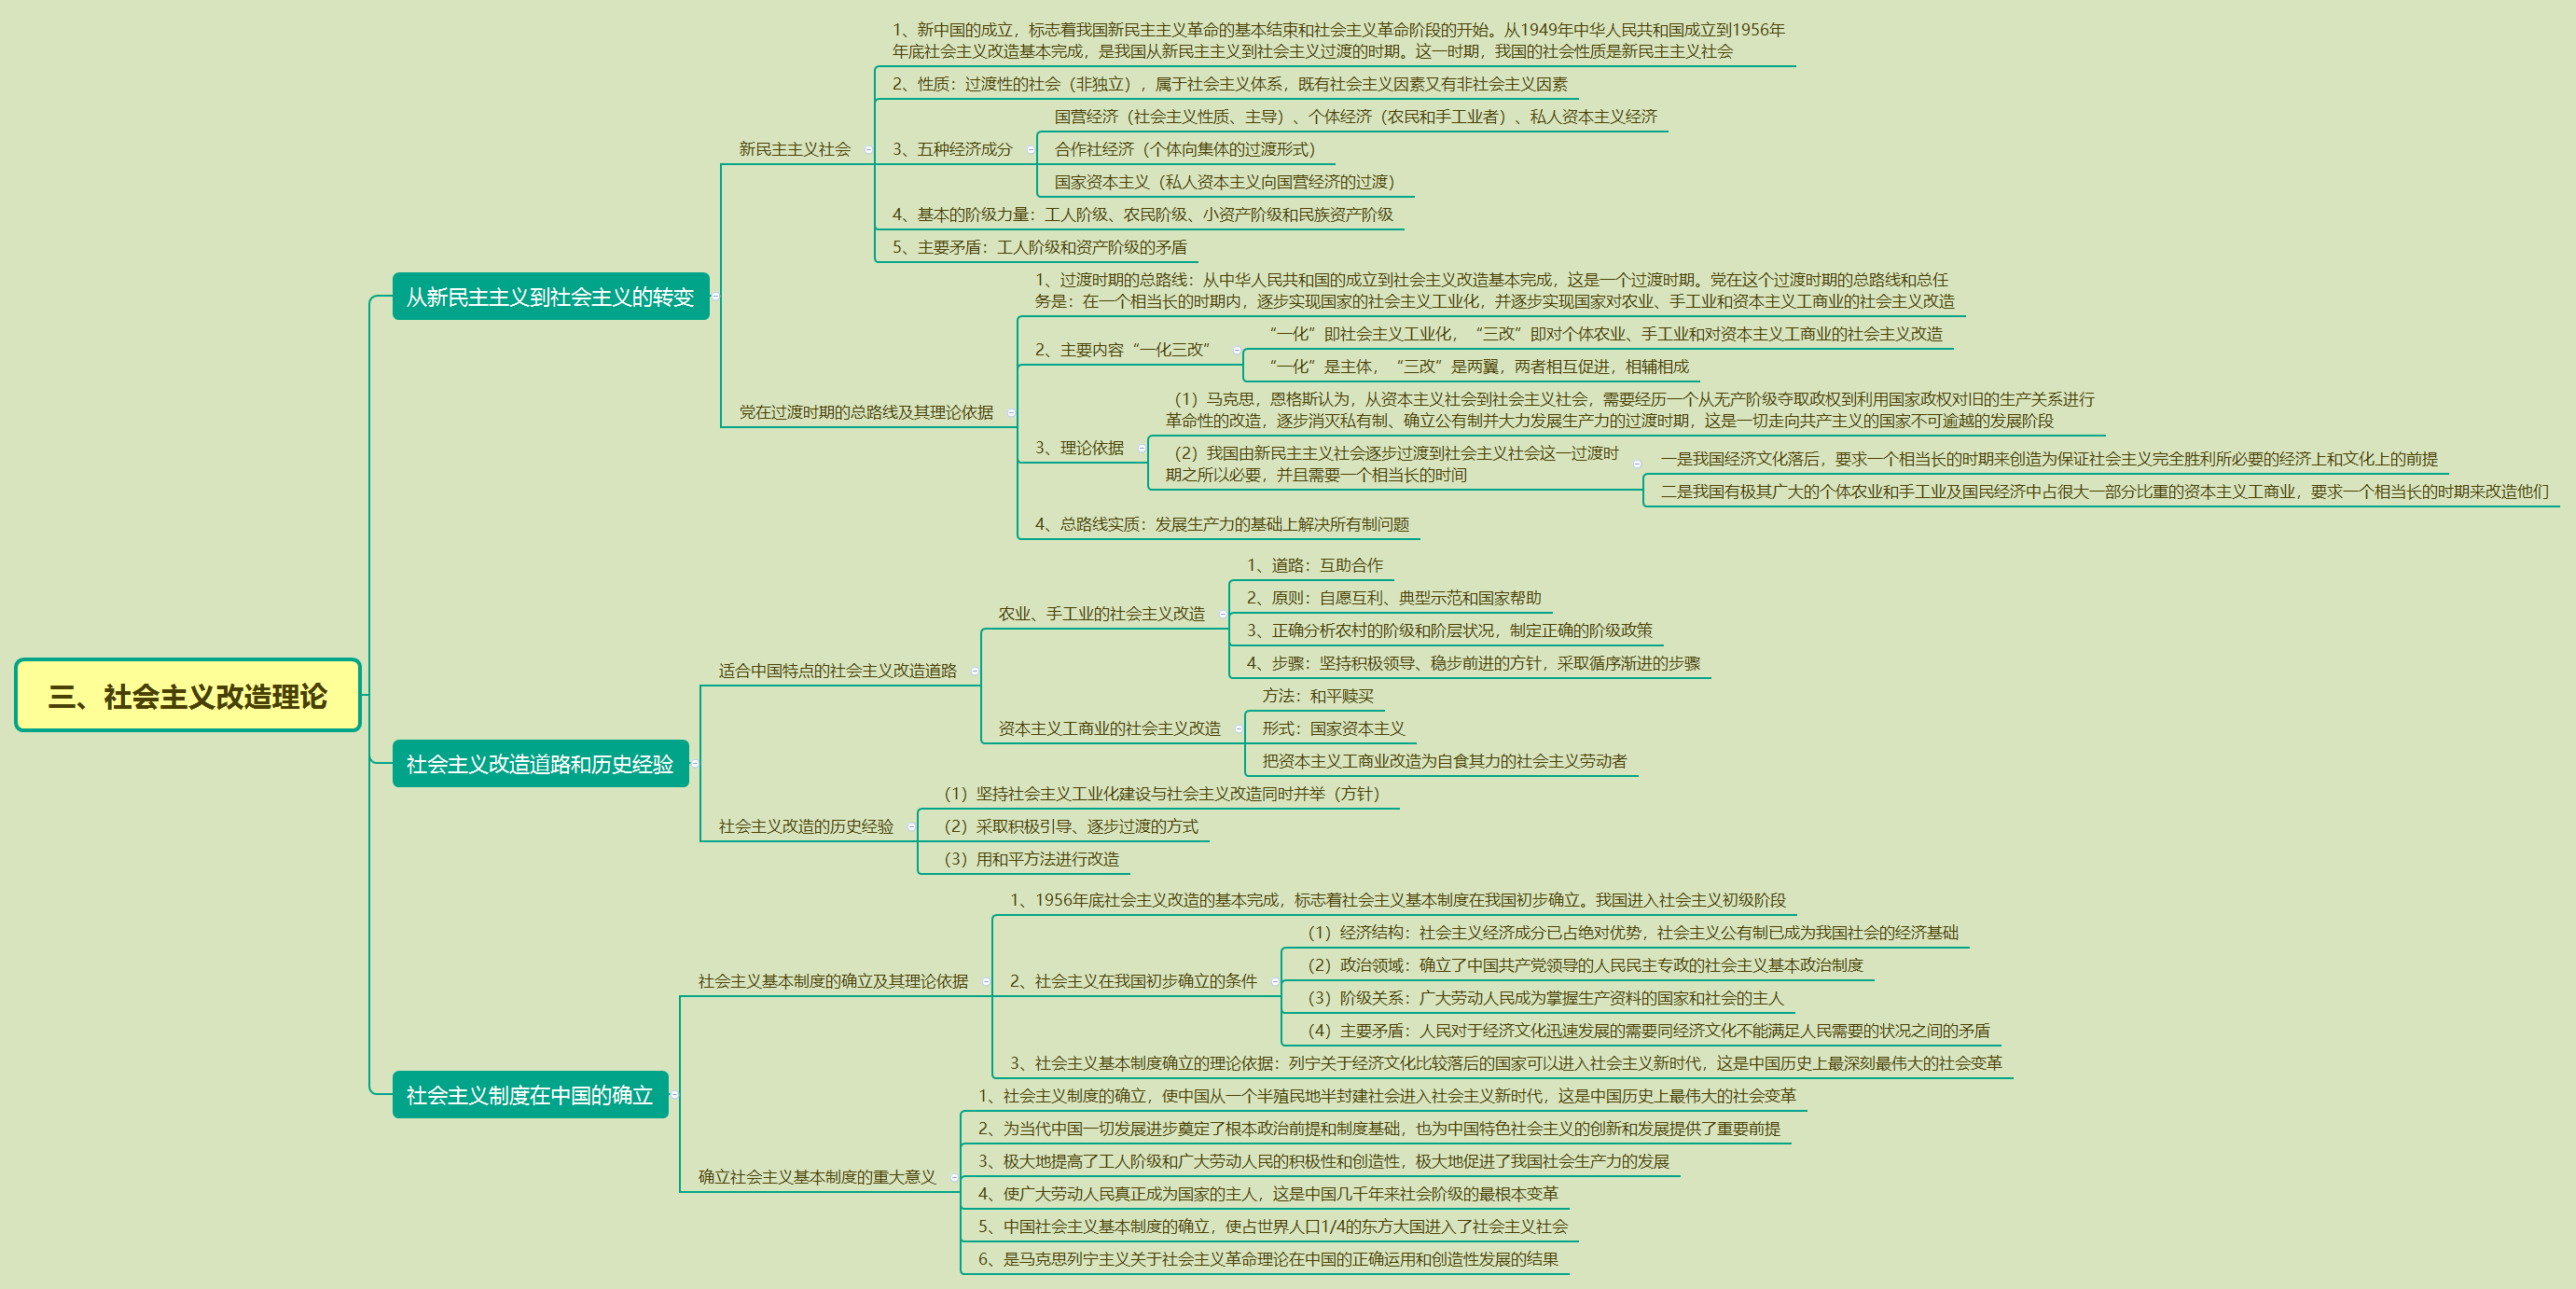 三、社会主义改造理论
从新民主主义到社会主义的转变
新民主主义社会
1、新中国的成立，标志着我国新民主主义革命的基本结束和社会主义革命阶段的开始。从1949年中华人民共和国成立到1956年
年底社会主义改造基本完成，是我国从新民主主义到社会主义过渡的时期。这一时期，我国的社会性质是新民主主义社会
2、性质：过渡性的社会（非独立），属于社会主义体系，既有社会主义因素又有非社会主义因素
3、五种经济成分
国营经济（社会主义性质、主导）、个体经济（农民和手工业者）、私人资本主义经济
合作社经济（个体向集体的过渡形式）
国家资本主义（私人资本主义向国营经济的过渡）
4、基本的阶级力量：工人阶级、农民阶级、小资产阶级和民族资产阶级
5、主要矛盾：工人阶级和资产阶级的矛盾
党在过渡时期的总路线及其理论依据
1、过渡时期的总路线：从中华人民共和国的成立到社会主义改造基本完成，这是一个过渡时期。党在这个过渡时期的总路线和总任
务是：在一个相当长的时期内，逐步实现国家的社会主义工业化，并逐步实现国家对农业、手工业和资本主义工商业的社会主义改造
2、主要内容“一化三改”
“一化”即社会主义工业化，“三改”即对个体农业、手工业和对资本主义工商业的社会主义改造
“一化”是主体，“三改”是两翼，两者相互促进，相辅相成
3、理论依据
（1）马克思，恩格斯认为，从资本主义社会到社会主义社会，需要经历一个从无产阶级夺取政权到利用国家政权对旧的生产关系进行
革命性的改造，逐步消灭私有制、确立公有制并大力发展生产力的过渡时期，这是一切走向共产主义的国家不可逾越的发展阶段
（2）我国由新民主主义社会逐步过渡到社会主义社会这一过渡时
期之所以必要，并且需要一个相当长的时间
一是我国经济文化落后，要求一个相当长的时期来创造为保证社会主义完全胜利所必要的经济上和文化上的前提
二是我国有极其广大的个体农业和手工业及国民经济中占很大一部分比重的资本主义工商业，要求一个相当长的时期来改造他们
4、总路线实质：发展生产力的基础上解决所有制问题
社会主义改造道路和历史经验
适合中国特点的社会主义改造道路
农业、手工业的社会主义改造
1、道路：互助合作
2、原则：自愿互利、典型示范和国家帮助
3、正确分析农村的阶级和阶层状况，制定正确的阶级政策
4、步骤：坚持积极领导、稳步前进的方针，采取循序渐进的步骤
资本主义工商业的社会主义改造
方法：和平赎买
形式：国家资本主义
把资本主义工商业改造为自食其力的社会主义劳动者
社会主义改造的历史经验
（1）坚持社会主义工业化建设与社会主义改造同时并举（方针）
（2）采取积极引导、逐步过渡的方式
（3）用和平方法进行改造
社会主义制度在中国的确立
社会主义基本制度的确立及其理论依据
1、1956年底社会主义改造的基本完成，标志着社会主义基本制度在我国初步确立。我国进入社会主义初级阶段
2、社会主义在我国初步确立的条件
（1）经济结构：社会主义经济成分已占绝对优势，社会主义公有制已成为我国社会的经济基础
（2）政治领域：确立了中国共产党领导的人民民主专政的社会主义基本政治制度
（3）阶级关系：广大劳动人民成为掌握生产资料的国家和社会的主人
（4）主要矛盾：人民对于经济文化迅速发展的需要同经济文化不能满足人民需要的状况之间的矛盾
3、社会主义基本制度确立的理论依据：列宁关于经济文化比较落后的国家可以进入社会主义新时代，这是中国历史上最深刻最伟大的社会变革
确立社会主义基本制度的重大意义
1、社会主义制度的确立，使中国从一个半殖民地半封建社会进入社会主义新时代，这是中国历史上最伟大的社会变革
2、为当代中国一切发展进步奠定了根本政治前提和制度基础，也为中国特色社会主义的创新和发展提供了重要前提
3、极大地提高了工人阶级和广大劳动人民的积极性和创造性，极大地促进了我国社会生产力的发展
4、使广大劳动人民真正成为国家的主人，这是中国几千年来社会阶级的最根本变革
5、中国社会主义基本制度的确立，使占世界人口1/4的东方大国进入了社会主义社会
6、是马克思列宁主义关于社会主义革命理论在中国的正确运用和创造性发展的结果